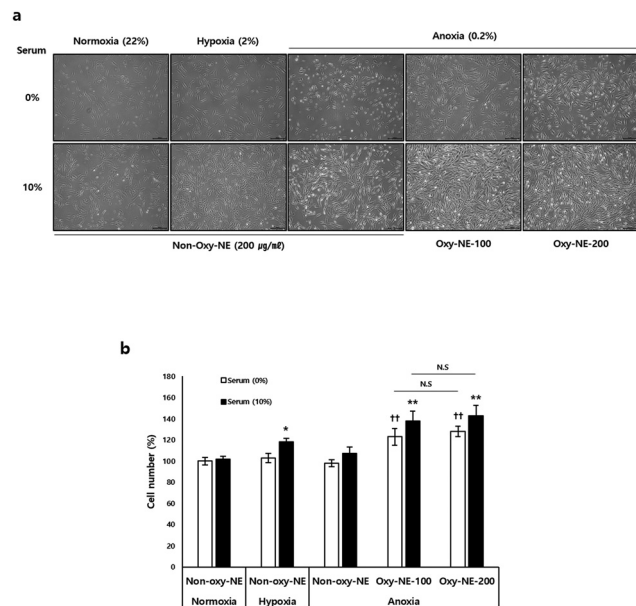 a
Serum
Normoxia (22%)
Hypoxia (2%)
Anoxia (0.2%)
0%
10%
Non-Oxy-NE (200 ㎍/㎖)
Oxy-NE-100
Oxy-NE-200
b
N.S
N.S
Serum (0%)
Serum (10%)
*
††
**
††
**
Cell number (%)
180
160
140
120
100
80
60
40
20
0
Non-oxy-NE
Non-oxy-NE
Non-oxy-NE
Oxy-NE-100
Oxy-NE-200
Normoxia
Hypoxia
Anoxia